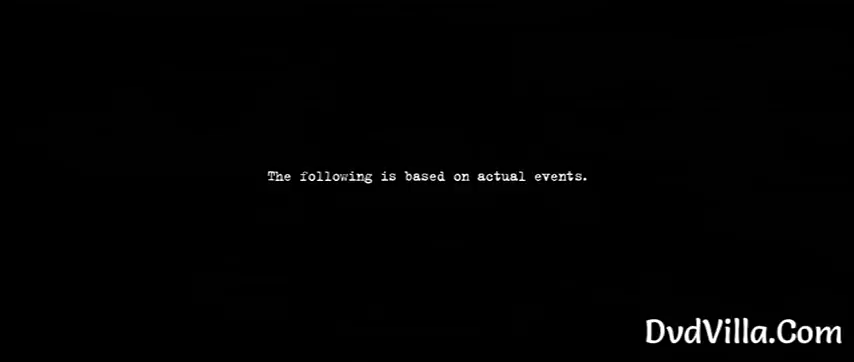 The following is based on actual events.
DvdVilla.Com